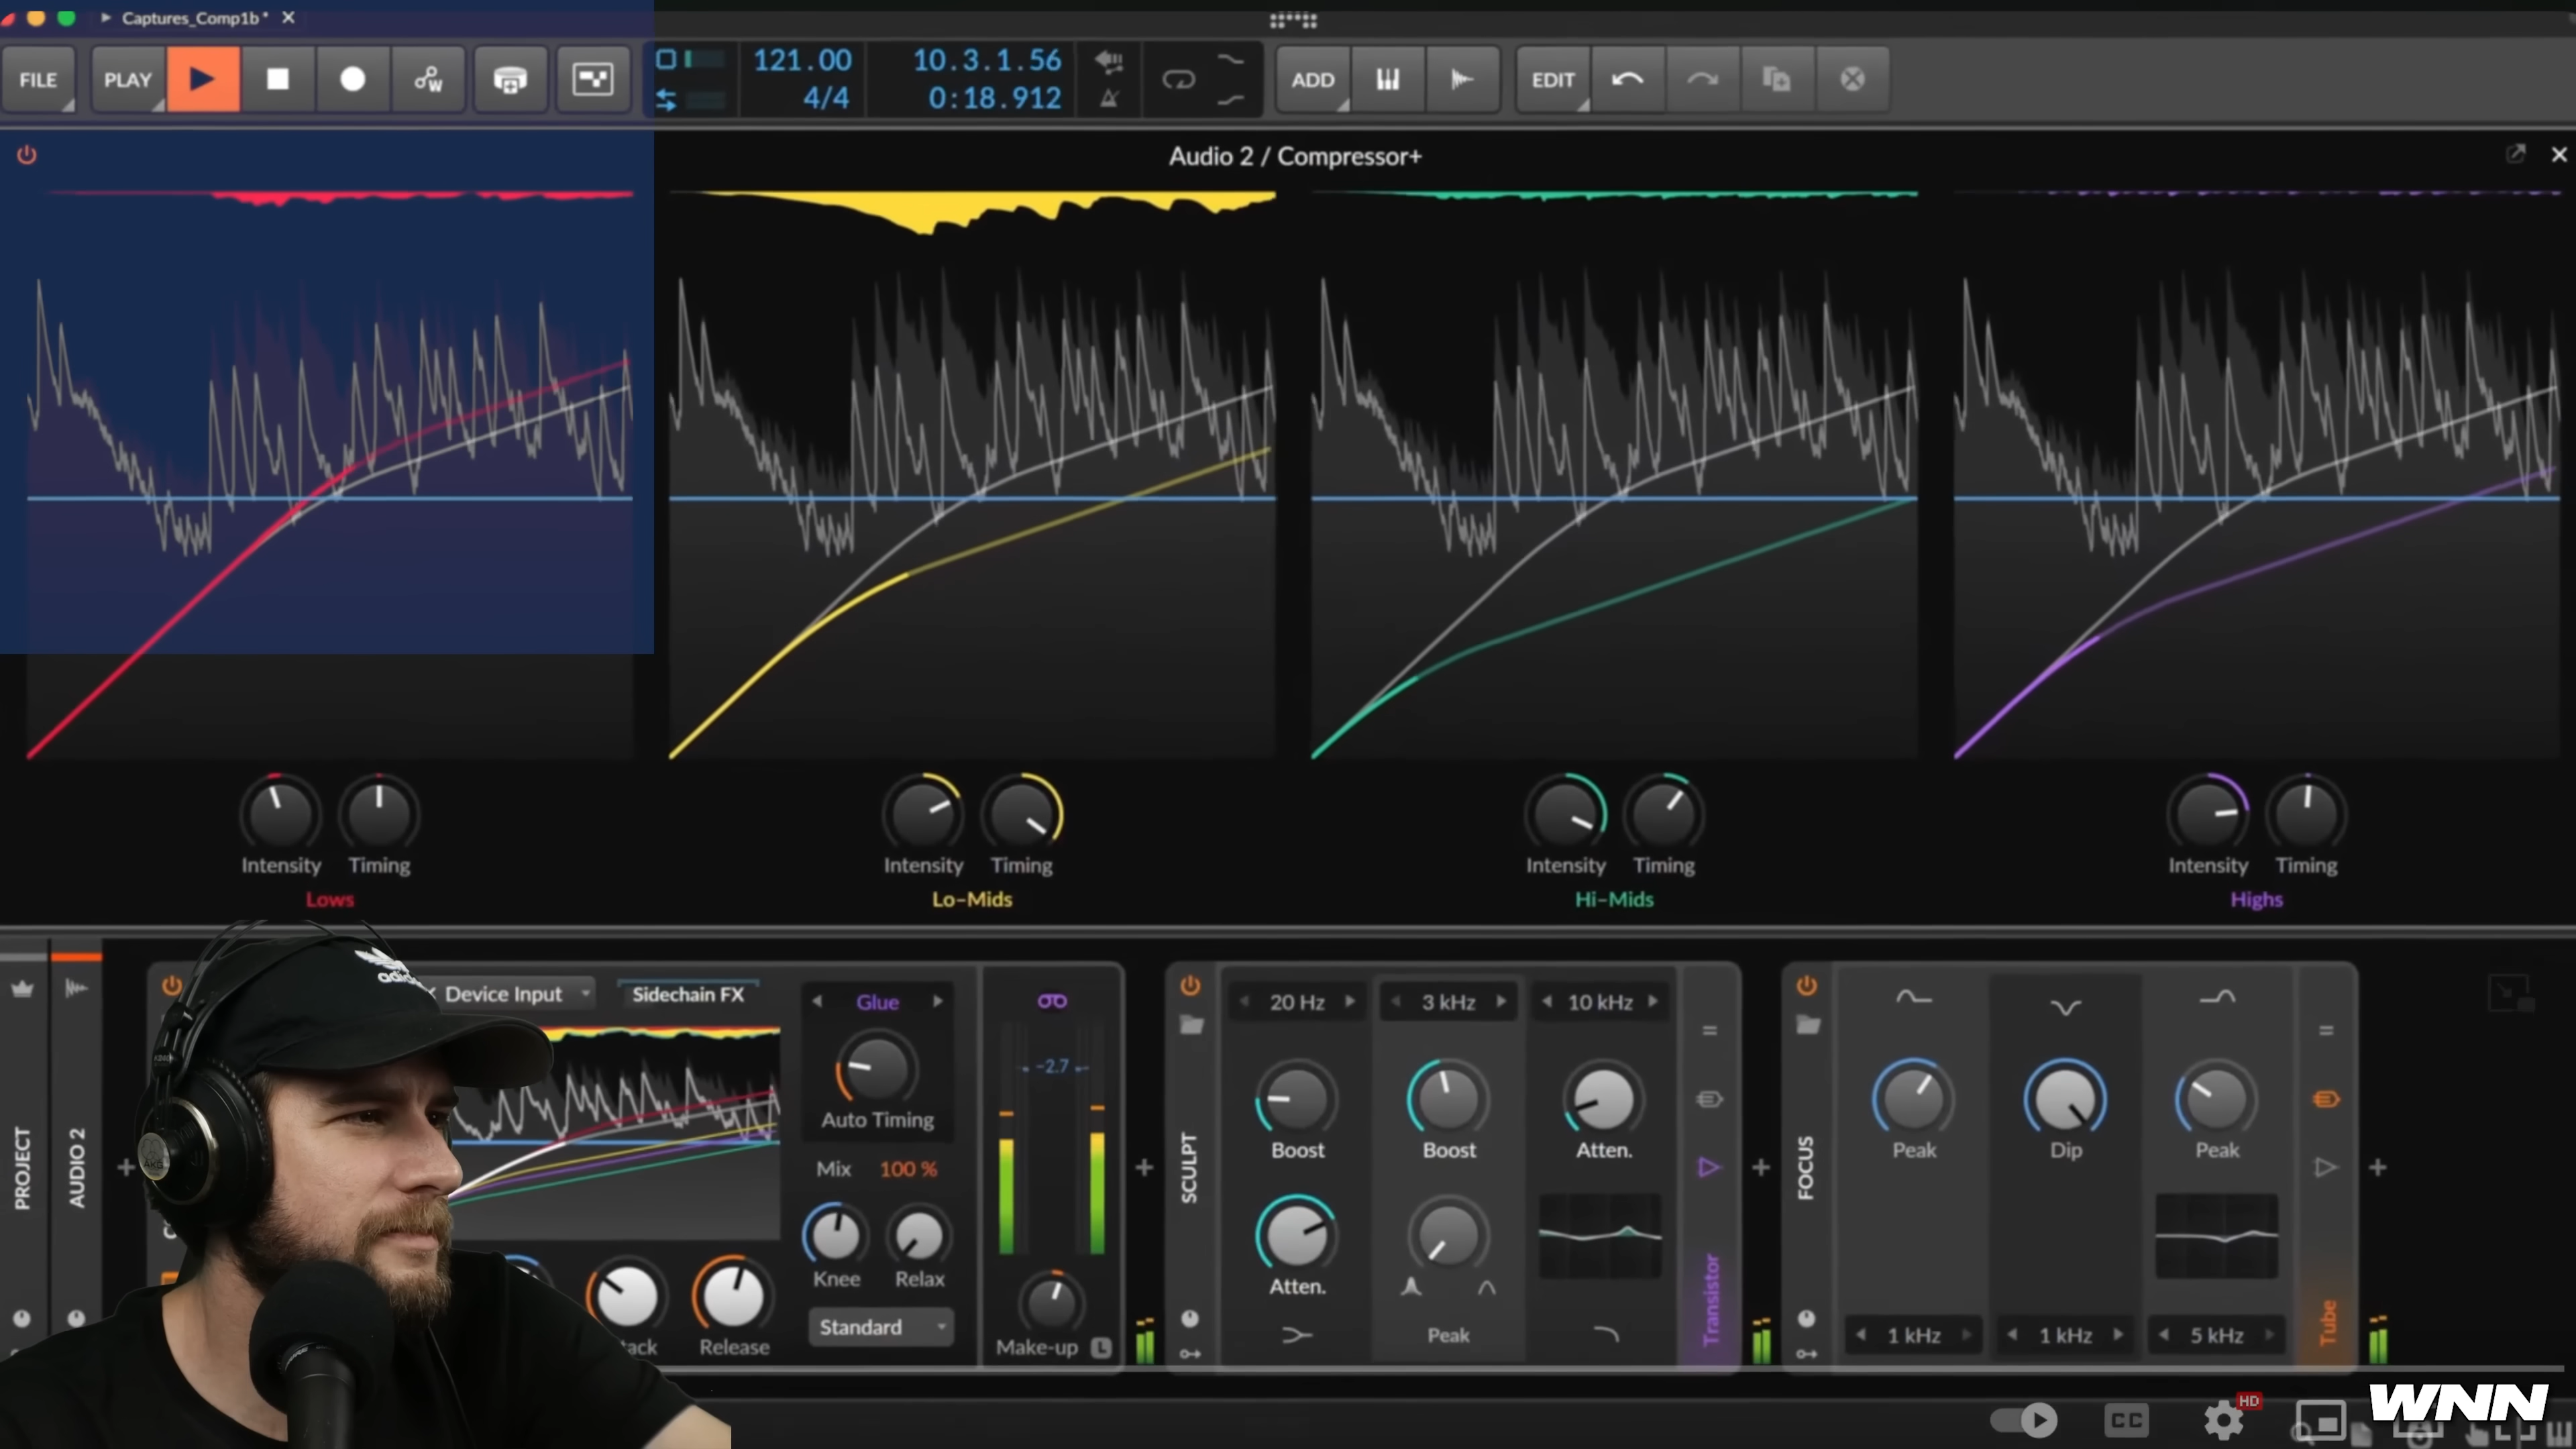 Captures_Comp1b*
FILE
PLAY
121.00
4/4
10.3.1.56
0:18.912
ADD
EDIT
Audio 2 / Compressor+
Intensity Timing
Lows
Intensity Timing
Lo-Mids
Intensity Timing
Hi-Mids
Intensity Timing
Highs
PROJECT
AUDIO 2
Device Input
Sidechain FX
Glue
Auto Timing
Mix 100 %
Knee Relax
Release
Standard
-2.7
Make-up L
SCULPT
20 Hz
3 kHz
10 kHz
Boost
Boost
Atten.
Atten.
Peak
Transistor
FOCUS
Peak
Dip
Peak
1 kHz
1 kHz
5 kHz
Tube
CC
HD
WNN